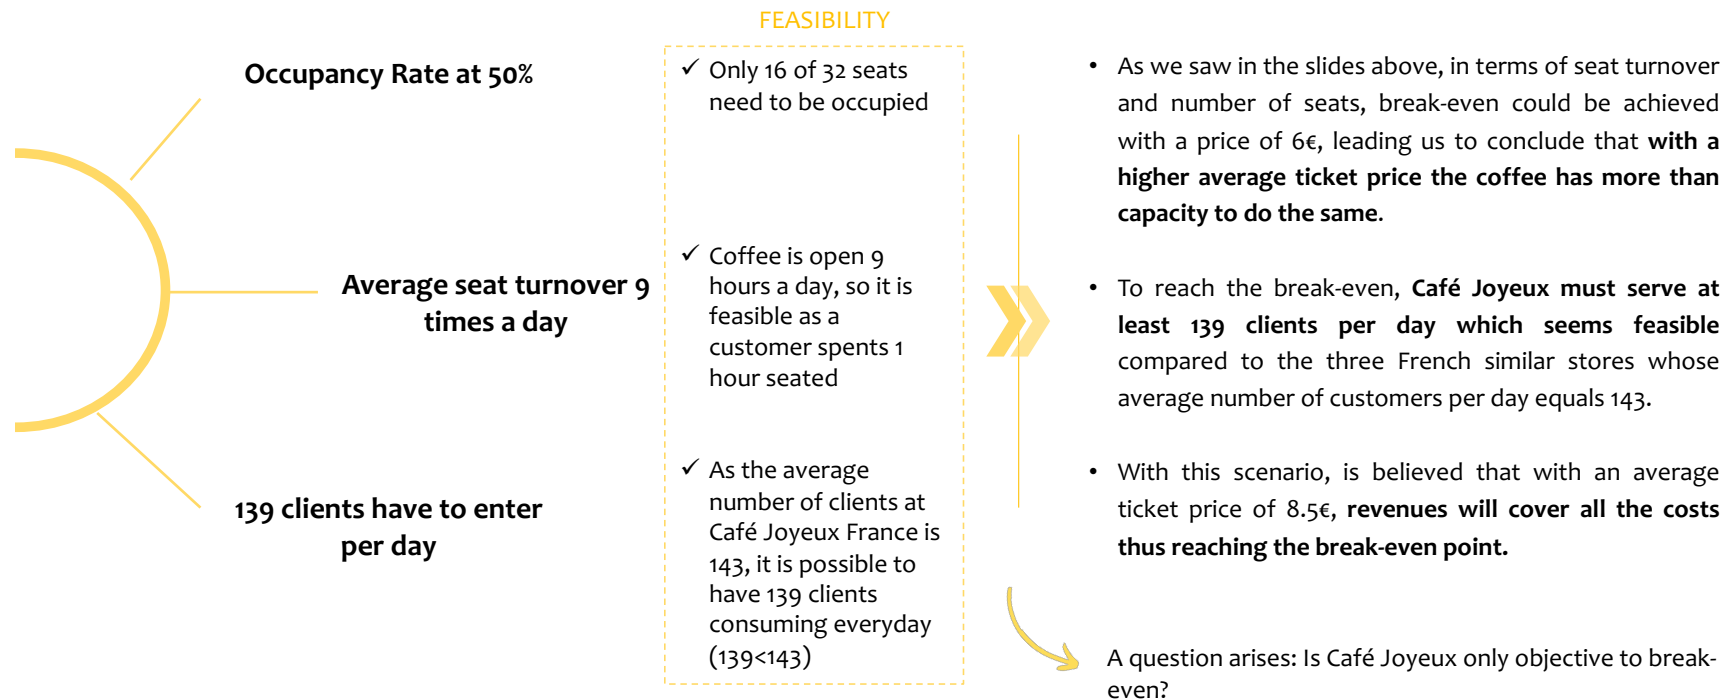 FEASIBILITY
Occupancy Rate at 50%
✓ Only 16 of 32 seats
need to be occupied
Average seat turnover 9
times a day
✓ Coffee is open 9
hours a day, so it is
feasible as a
customer spents 1
hour seated
139 clients have to enter
per day
✓ As the average
number of clients at
Café Joyeux France is
143, it is possible to
have 139 clients
consuming everyday
(139<143)
• As we saw in the slides above, in terms of seat turnover
and number of seats, break-even could be achieved
with a price of 6€, leading us to conclude that with a
higher average ticket price the coffee has more than
capacity to do the same.
• To reach the break-even, Café Joyeux must serve at
least 139 clients per day which seems feasible
compared to the three French similar stores whose
average number of customers per day equals 143.
• With this scenario, is believed that with an average
ticket price of 8.5€, revenues will cover all the costs
thus reaching the break-even point.
A question arises: Is Café Joyeux only objective to break-
even?